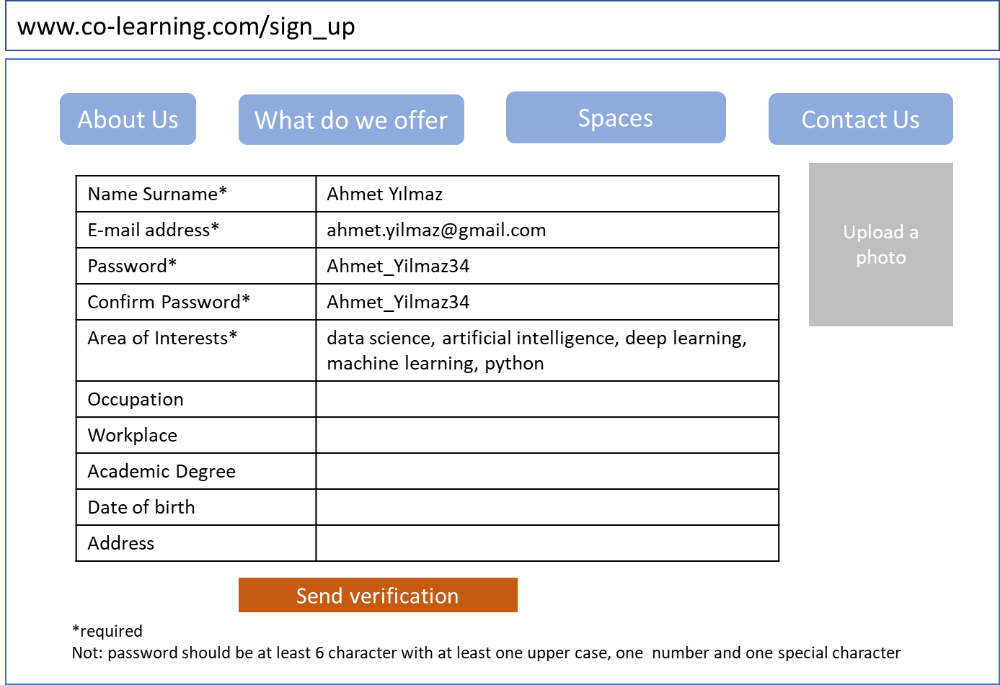 www.co-learning.com/sign_up
About Us
What do we offer
Spaces
Contact Us
Name Surname* Ahmet Yılmaz
E-mail address* ahmet.yilmaz@gmail.com
Password* Ahmet_Yilmaz34
Confirm Password* Ahmet_Yilmaz34
Area of Interests* data science, artificial intelligence, deep learning,
machine learning, python
Occupation
Workplace
Academic Degree
Date of birth
Address
Upload a
photo
Send verification
*required
Not: password should be at least 6 character with at least one upper case, one  number and one special character